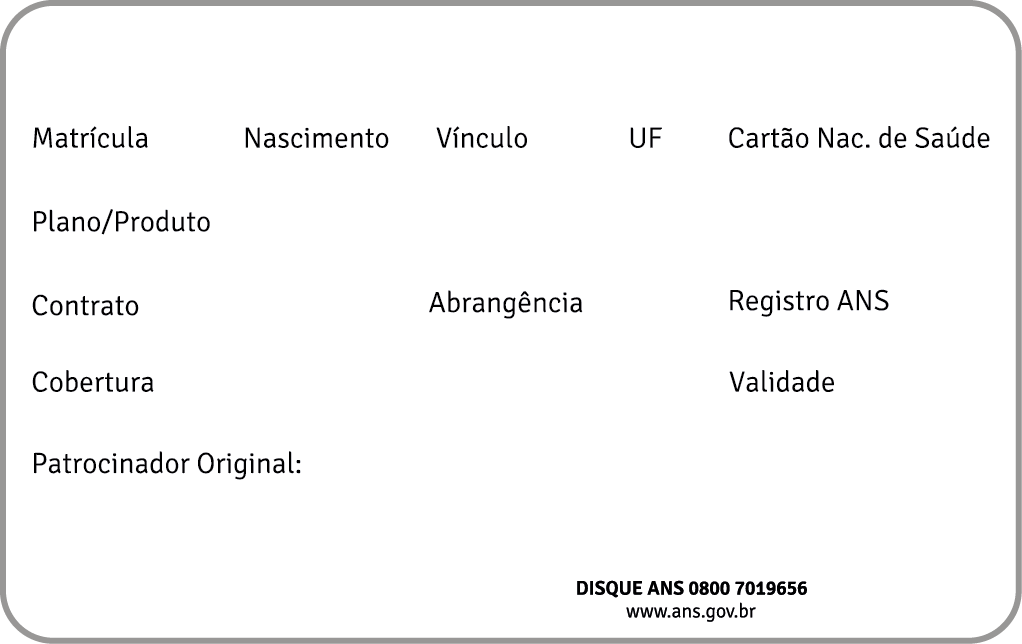 Matrícula Nascimento Vínculo UF Cartão Nac. de Saúde
Plano/Produto
Contrato Abrangência Registro ANS
Cobertura Validade
Patrocinador Original:
DISQUE ANS 0800 7019656
www.ans.gov.br